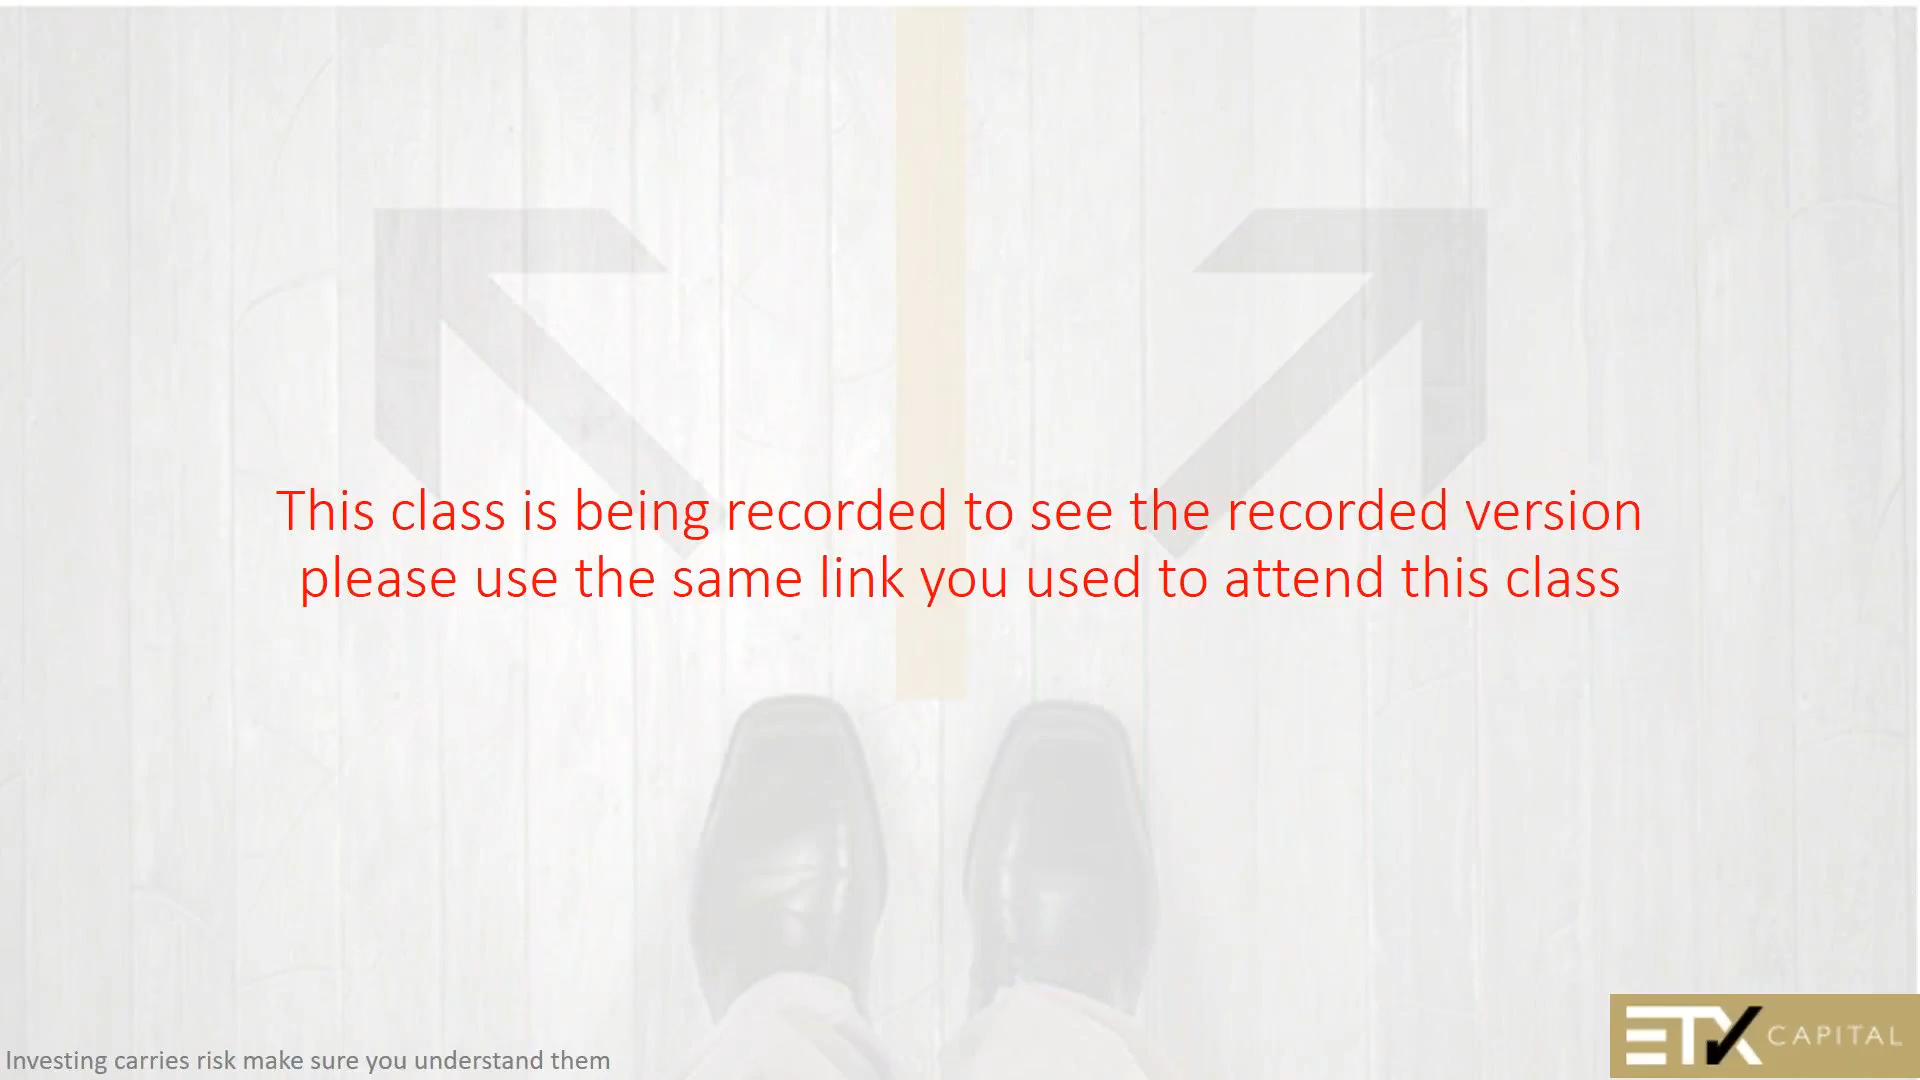 This class is being recorded to see the recorded version
please use the same link you used to attend this class
Investing carries risk make sure you understand them
ETX CAPITAL